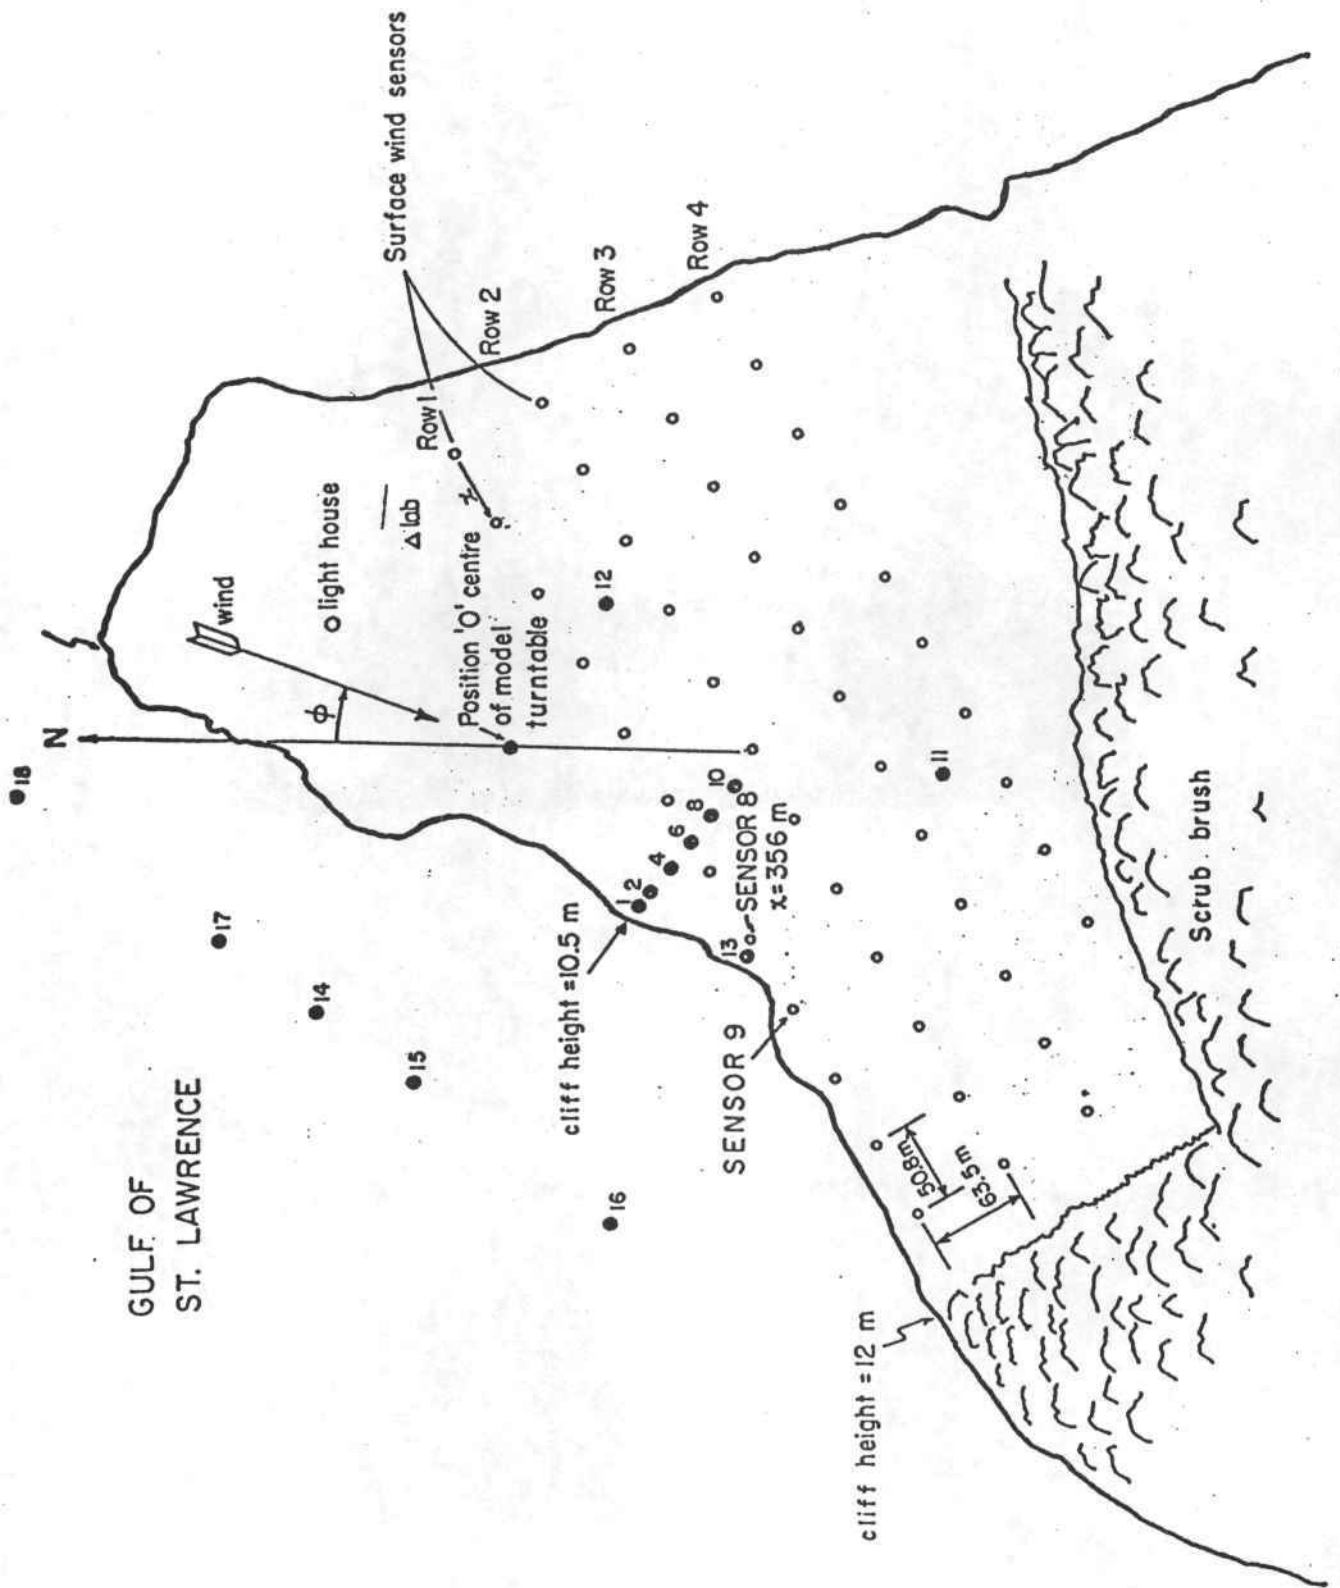 GULF OF
ST. LAWRENCE
N
18
17
14
15
16
wind
ϕ
light house
lab
Surface wind sensors
Row 1
Row 2
Row 3
Row 4
x
Position 'O' centre
of model
turntable
12
1
2
4
6
8
10
13
SENSOR 8
x=356 m
cliff height =10.5 m
SENSOR 9
11
50.8m
63.5m
cliff height =12 m
Scrub brush